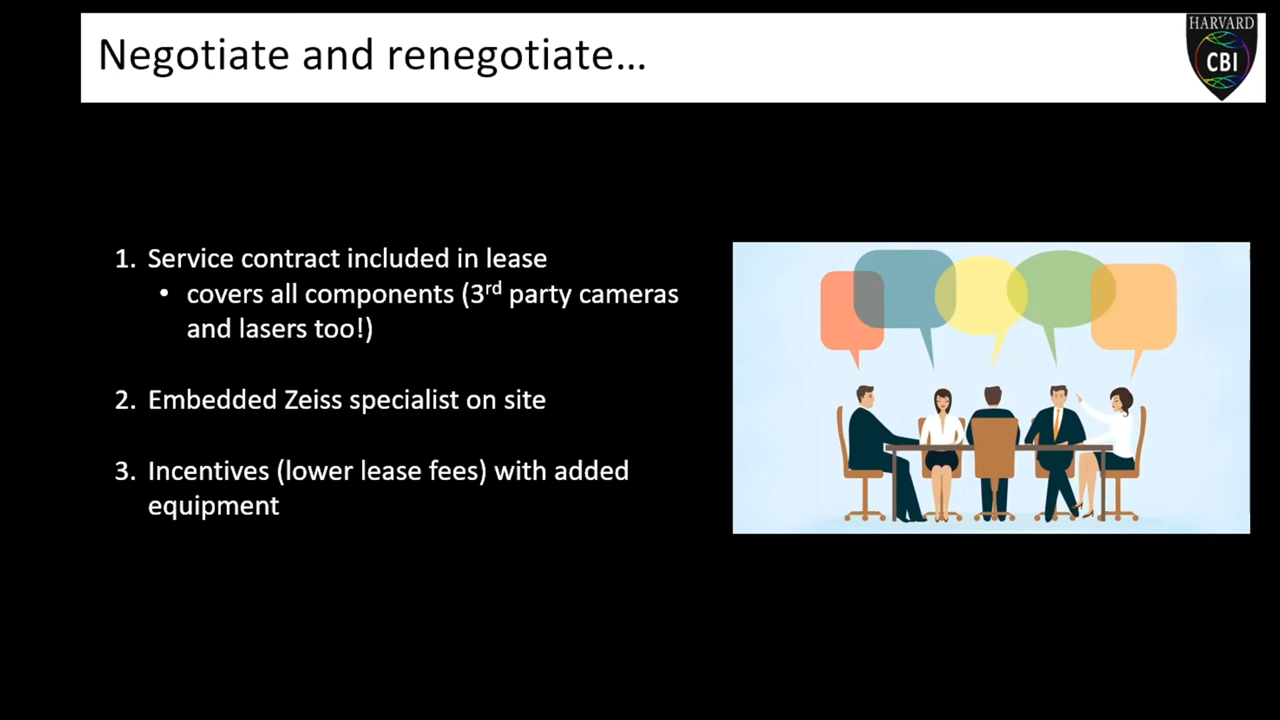 Negotiate and renegotiate...
HARVARD
CBI
1. Service contract included in lease
• covers all components (3rd party cameras
and lasers too!)
2. Embedded Zeiss specialist on site
3. Incentives (lower lease fees) with added
equipment